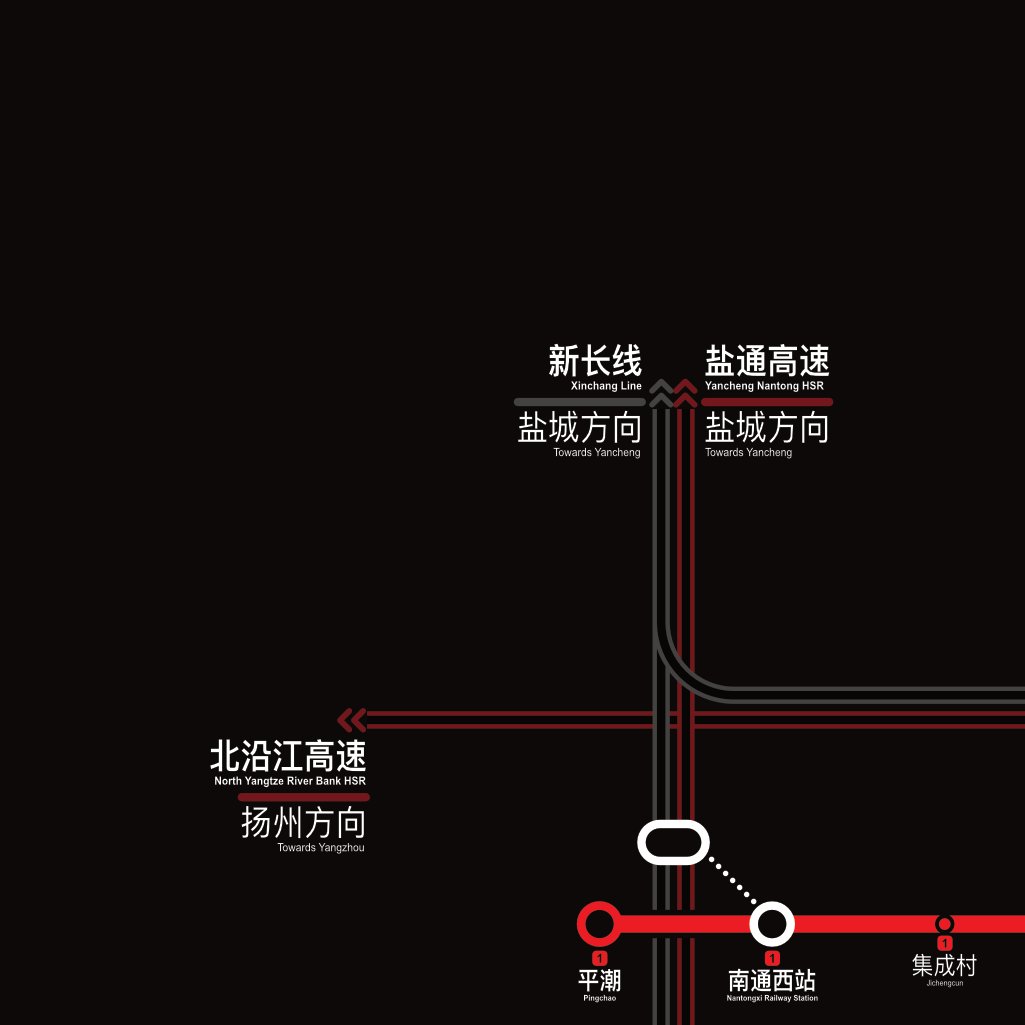 新长线
Xinchang Line
盐城方向
Towards Yancheng
盐通高速
Yancheng Nantong HSR
盐城方向
Towards Yancheng
北沿江高速
North Yangtze River Bank HSR
扬州方向
Towards Yangzhou
1
平潮
Pingchao
1
南通西站
Nantongxi Railway Station
1
集成村
Jichengcun